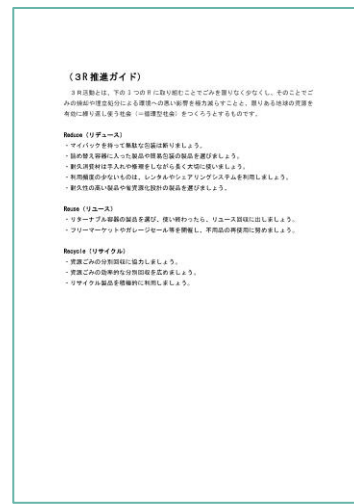 （３Ｒ推進ガイド）
３Ｒ活動とは、下の３つのＲに取り組むことでごみを限りなく少なくし、そのことでご
みの焼却や埋立処分による環境への悪い影響を極力減らすことと、限りある地球の資源を
有効に繰り返し使う社会（＝循環型社会）をつくろうとするものです。
Reduce（リデュース）
・マイバックを持って無駄な包装は断りましょう。
・詰め替え容器に入った製品や簡易包装の製品を選びましょう。
・耐久消費財は手入れや修理をしながら長く大切に使いましょう。
・利用頻度の少ないものは、レンタルやシェアリングシステムを利用しましょう。
・耐久性の高い製品や省資源化設計の製品を選びましょう。
Reuse（リユース）
・リターナブル容器の製品を選び、使い終わったら、リユース回収に出しましょう。
・フリーマーケットやガレージセール等を開催し、不用品の再使用に努めましょう。
Recycle（リサイクル）
・資源ごみの分別回収に協力しましょう。
・資源ごみの効率的な分別回収を広めましょう。
・リサイクル製品を積極的に利用しましょう。